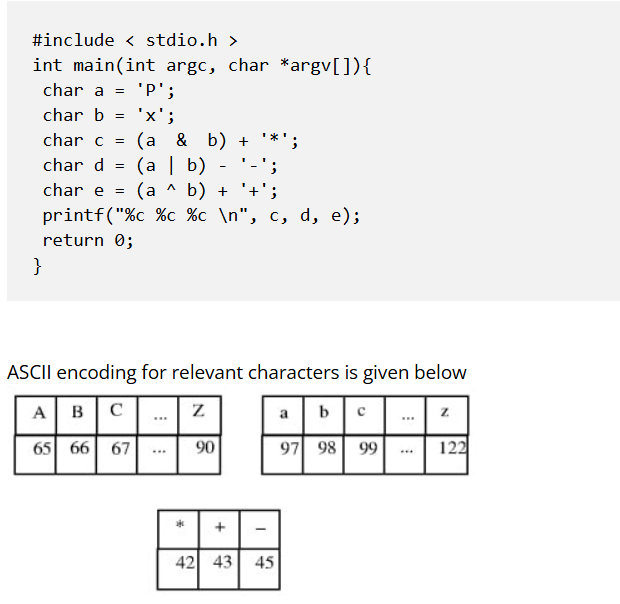 #include < stdio.h >
int main(int argc, char *argv[]){
char a = 'P';
char b = 'x';
char c = (a & b) + '*';
char d = (a | b) - '-';
char e = (a ^ b) + '+';
printf("%c %c %c \n", c, d, e);
return 0;
}
ASCII encoding for relevant characters is given below
A B C ... Z
65 66 67 ... 90
a b c ... z
97 98 99 ... 122
* + −
42 43 45